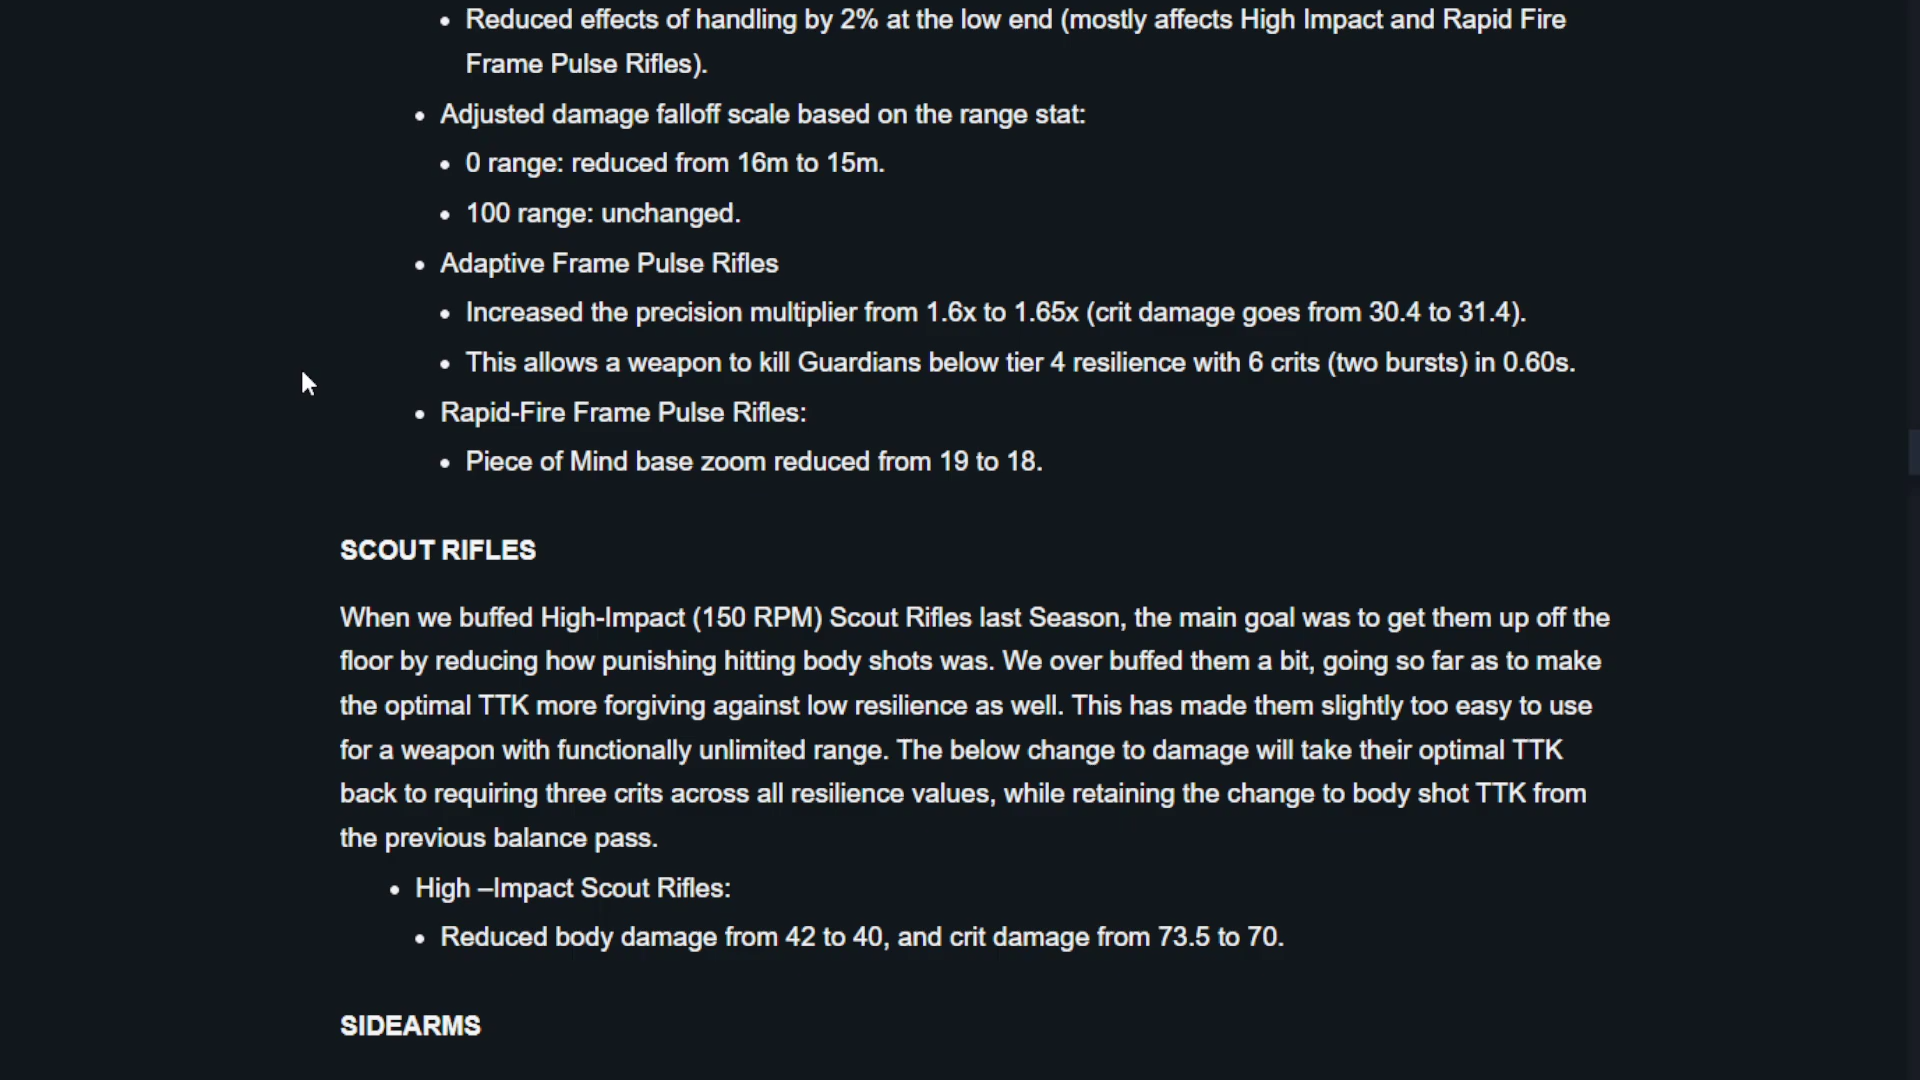 • Reduced effects of handling by 2% at the low end (mostly affects High Impact and Rapid Fire
Frame Pulse Rifles).
• Adjusted damage falloff scale based on the range stat:
• 0 range: reduced from 16m to 15m.
• 100 range: unchanged.
• Adaptive Frame Pulse Rifles
• Increased the precision multiplier from 1.6x to 1.65x (crit damage goes from 30.4 to 31.4).
• This allows a weapon to kill Guardians below tier 4 resilience with 6 crits (two bursts) in 0.60s.
• Rapid-Fire Frame Pulse Rifles:
• Piece of Mind base zoom reduced from 19 to 18.
SCOUT RIFLES
When we buffed High-Impact (150 RPM) Scout Rifles last Season, the main goal was to get them up off the
floor by reducing how punishing hitting body shots was. We over buffed them a bit, going so far as to make
the optimal TTK more forgiving against low resilience as well. This has made them slightly too easy to use
for a weapon with functionally unlimited range. The below change to damage will take their optimal TTK
back to requiring three crits across all resilience values, while retaining the change to body shot TTK from
the previous balance pass.
• High –Impact Scout Rifles:
• Reduced body damage from 42 to 40, and crit damage from 73.5 to 70.
SIDEARMS